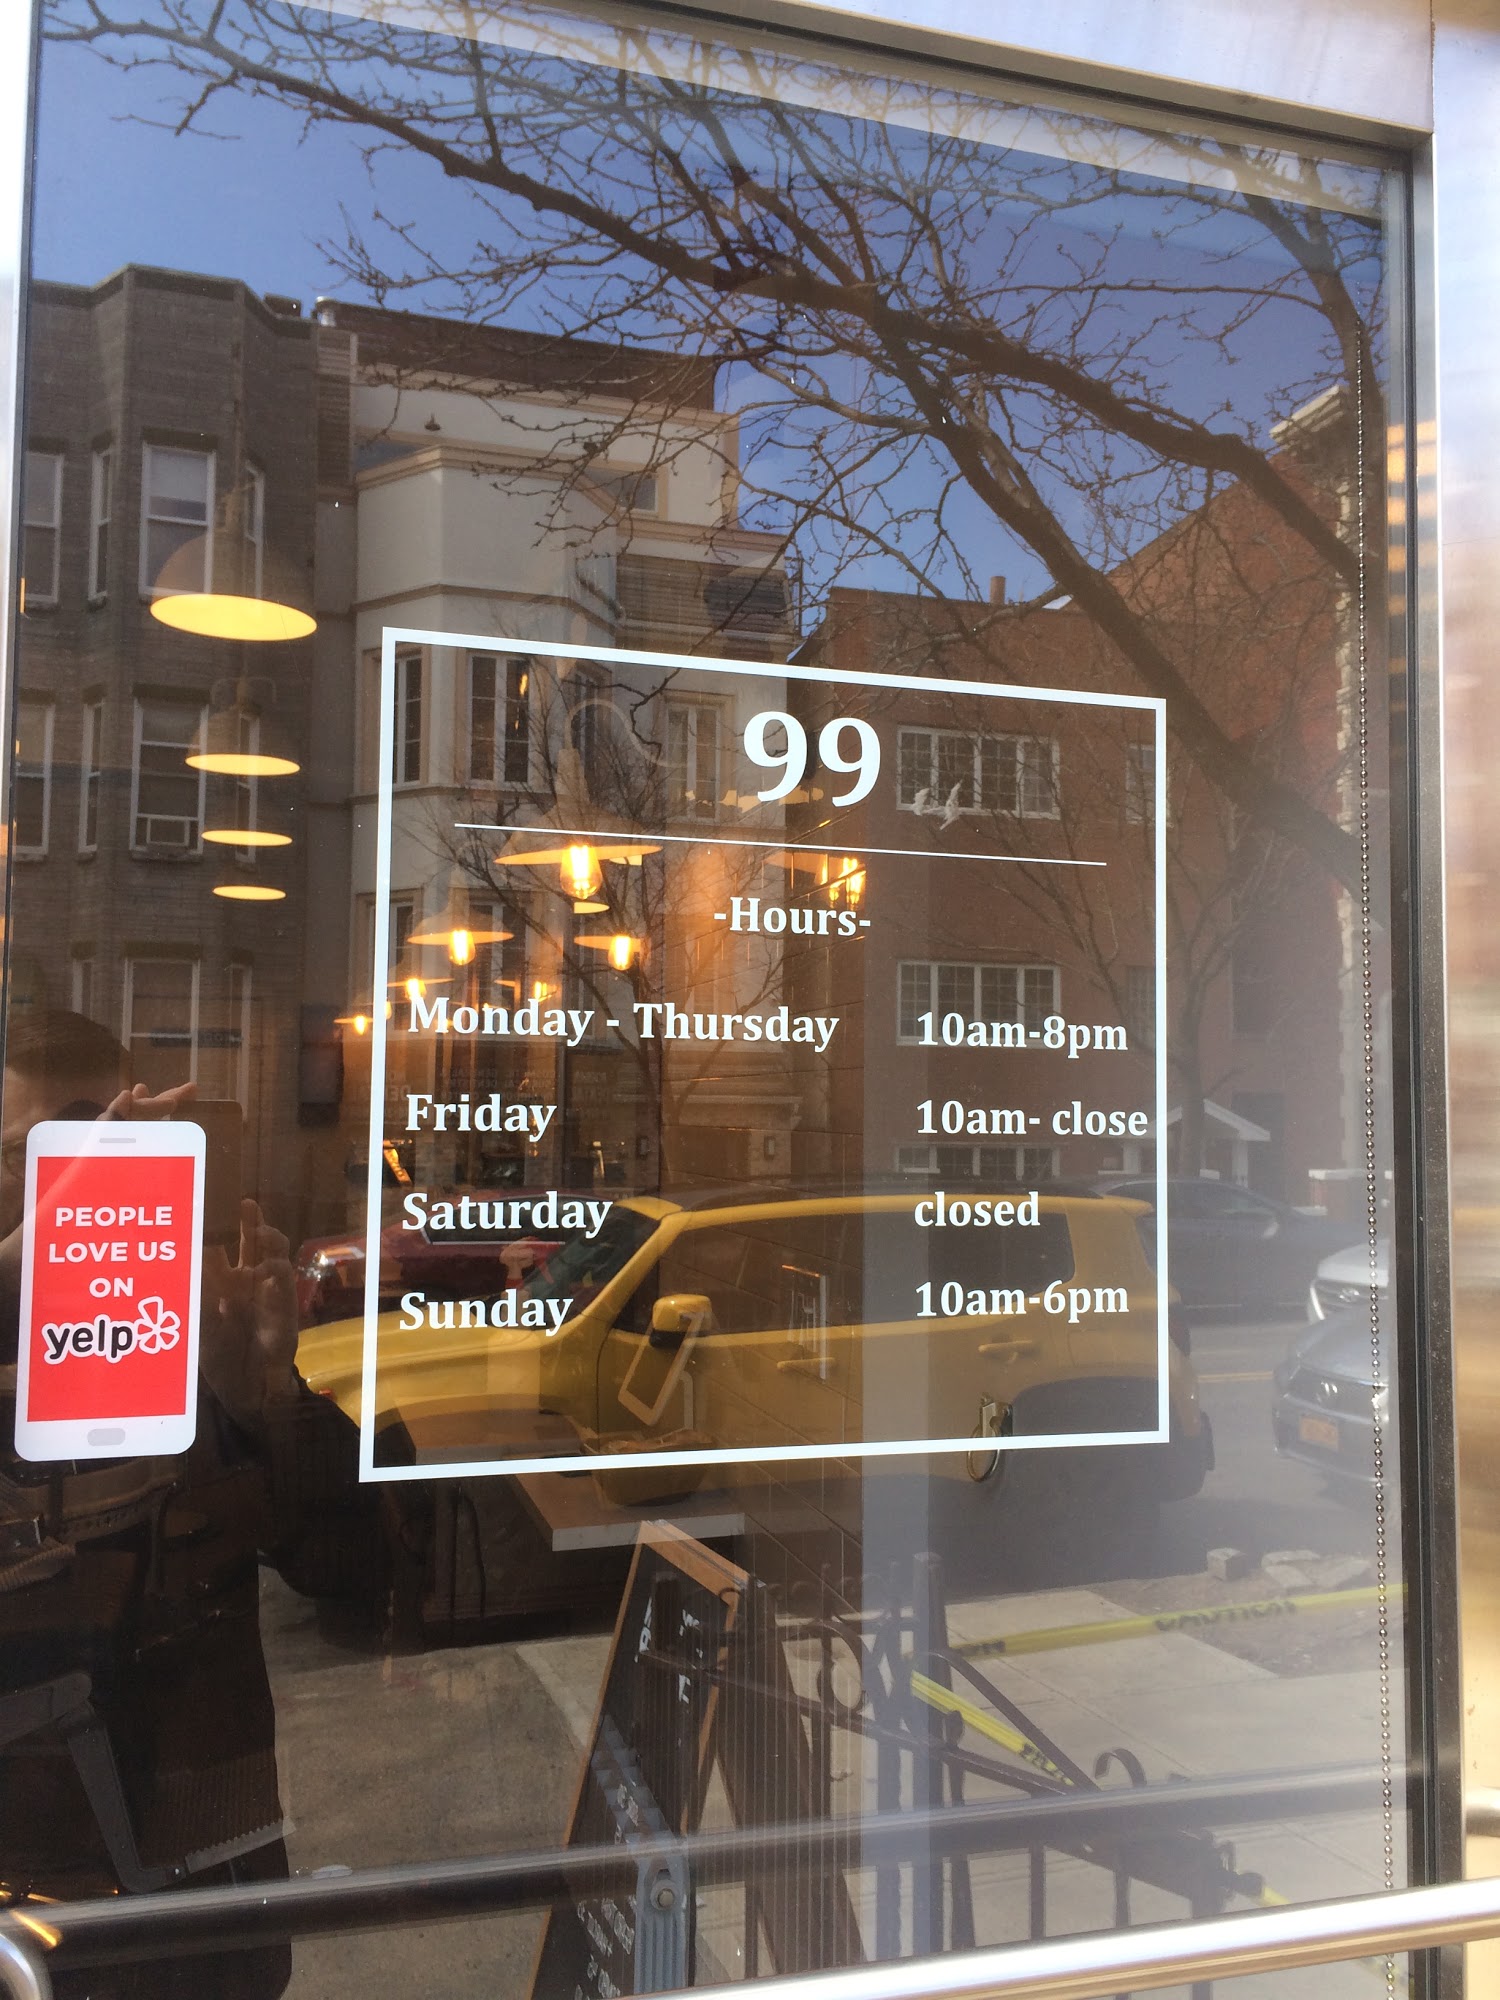 99
-Hours-
Monday - Thursday 10am-8pm
Friday 10am- close
Saturday closed
Sunday 10am-6pm
PEOPLE
LOVE US
ON
yelp
CAUTION